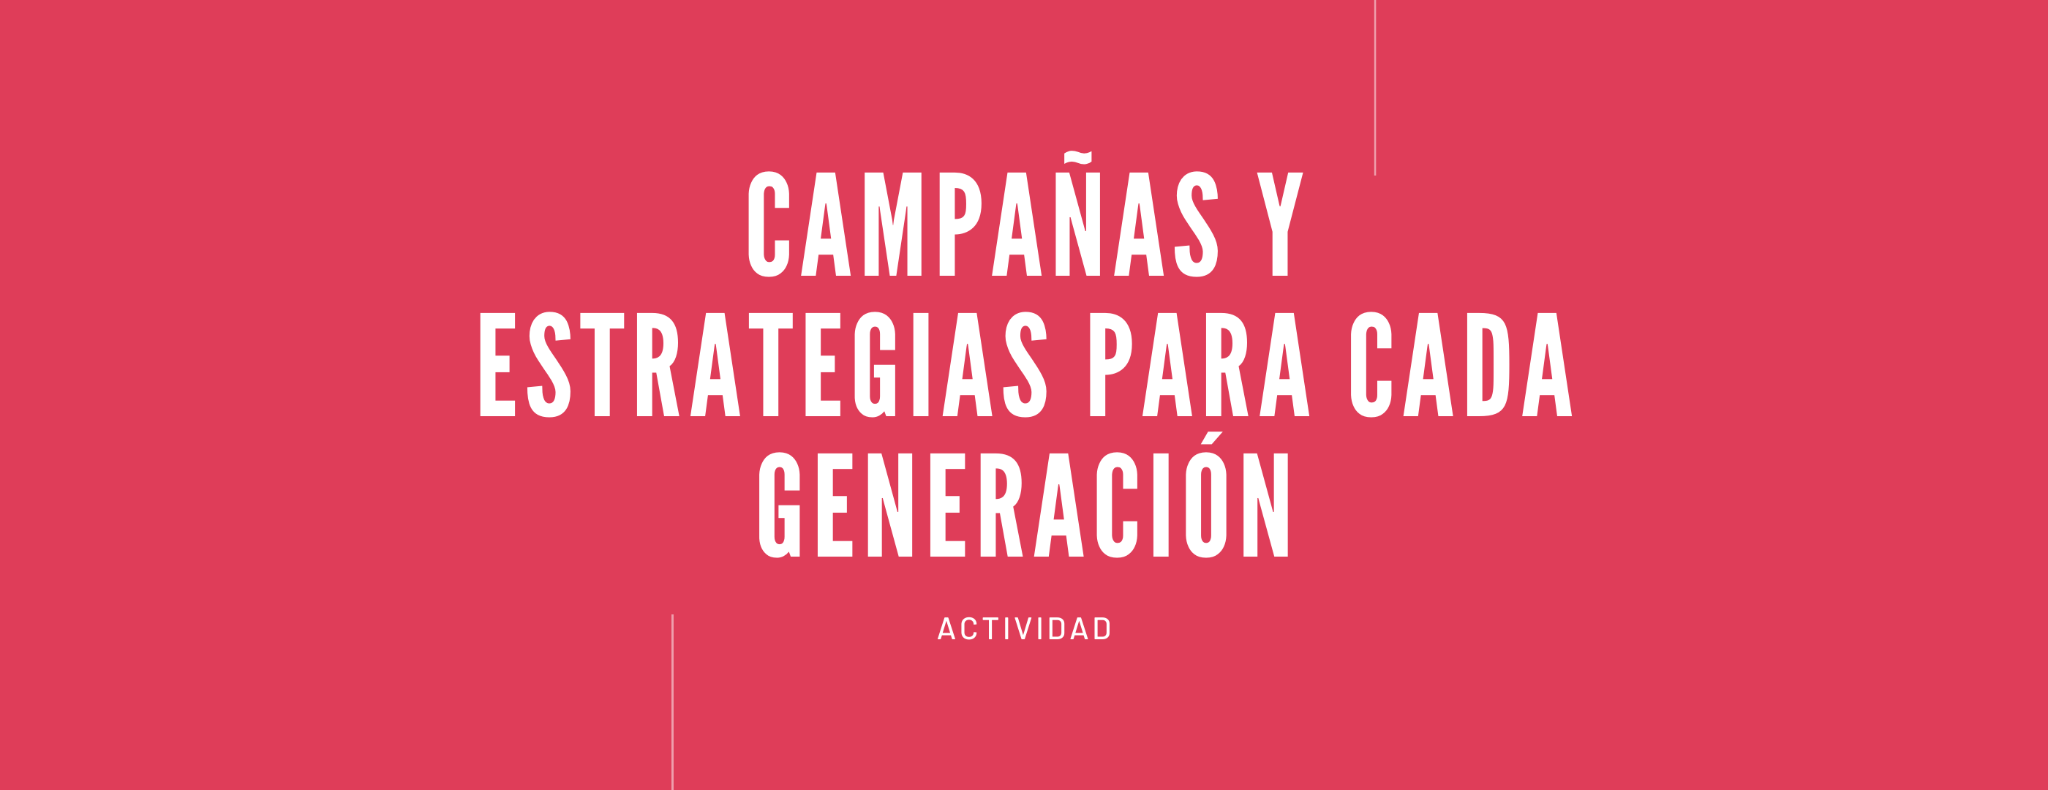 CAMPAÑAS Y
ESTRATEGIAS PARA CADA
GENERACIÓN
ACTIVIDAD